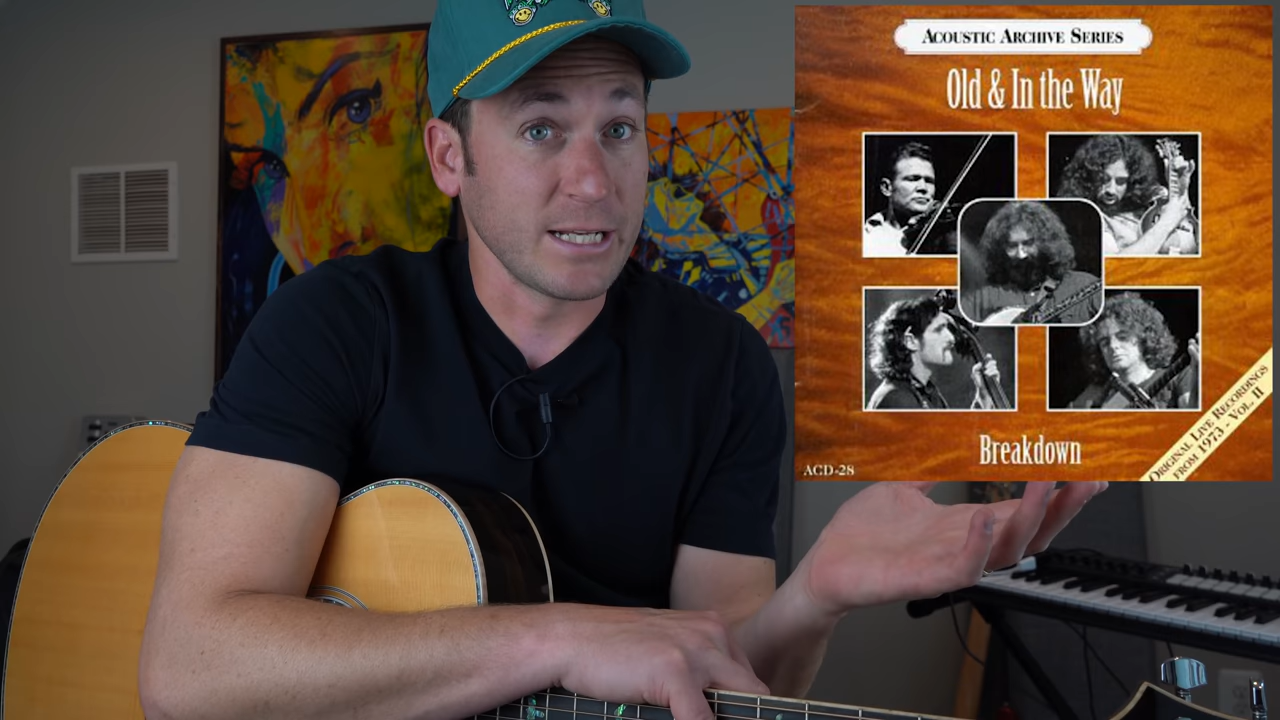 ACOUSTIC ARCHIVE SERIES
Old & In the Way
Breakdown
ACD-28
ORIGINAL LIVE RECORDINGS
FROM 1973 - VOL. II